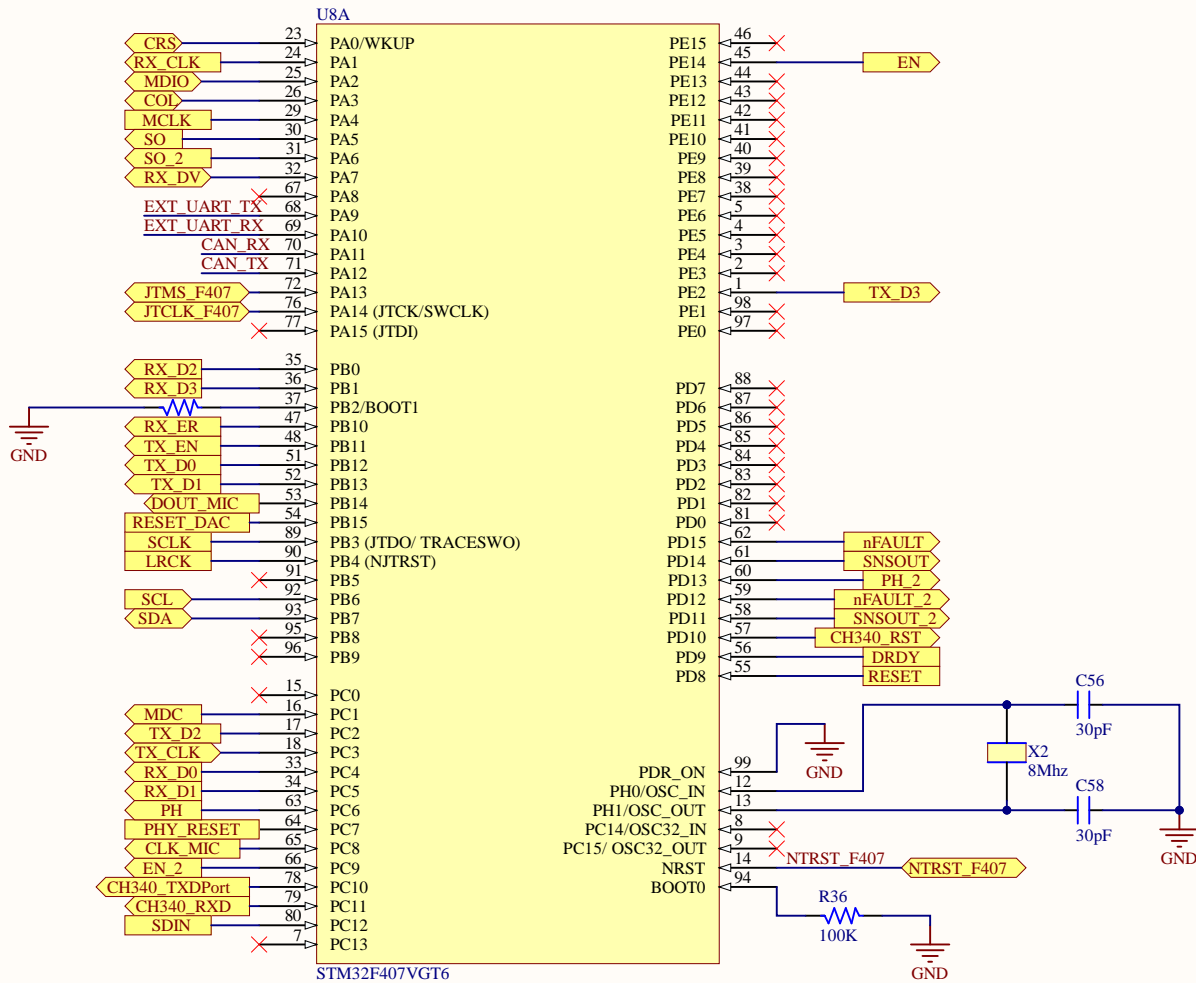 U8A
CRS 23 PA0/WKUP
RX_CLK 24 PA1
MDIO 25 PA2
COL 26 PA3
MCLK 29 PA4
SO 30 PA5
SO_2 31 PA6
RX_DV 32 PA7
67 PA8
EXT_UART_TX 68 PA9
EXT_UART_RX 69 PA10
CAN_RX 70 PA11
CAN_TX 71 PA12
JTMS_F407 72 PA13
JTCLK_F407 76 PA14 (JTCK/SWCLK)
77 PA15 (JTDI)
RX_D2 35 PB0
RX_D3 36 PB1
37 PB2/BOOT1
GND
RX_ER 47 PB10
TX_EN 48 PB11
TX_D0 51 PB12
TX_D1 52 PB13
DOUT_MIC 53 PB14
RESET_DAC 54 PB15
SCLK 89 PB3 (JTDO/ TRACESWO)
LRCK 90 PB4 (NJTRST)
91 PB5
SCL 92 PB6
SDA 93 PB7
95 PB8
96 PB9
15 PC0
MDC 16 PC1
TX_D2 17 PC2
TX_CLK 18 PC3
RX_D0 33 PC4
RX_D1 34 PC5
PH 63 PC6
PHY_RESET 64 PC7
CLK_MIC 65 PC8
EN_2 66 PC9
CH340_TXDPort 78 PC10
CH340_RXD 79 PC11
SDIN 80 PC12
7 PC13
PE15 46
PE14 45 EN
PE13 44
PE12 43
PE11 42
PE10 41
PE9 40
PE8 39
PE7 38
PE6 5
PE5 4
PE4 3
PE3 2
PE2 1 TX_D3
PE1 98
PE0 97
PD7 88
PD6 87
PD5 86
PD4 85
PD3 84
PD2 83
PD1 82
PD0 81
PD15 62 nFAULT
PD14 61 SNSOUT
PD13 60 PH_2
PD12 59 nFAULT_2
PD11 58 SNSOUT_2
PD10 57 CH340_RST
PD9 56 DRDY
PD8 55 RESET
PDR_ON 99
GND
PH0/OSC_IN 12
PH1/OSC_OUT 13
PC14/OSC32_IN 8
PC15/ OSC32_OUT 9
NRST 14 NTRST_F407 NTRST_F407
BOOT0 94
C56
30pF
X2
8Mhz
C58
30pF
GND
R36
100K
GND
STM32F407VGT6